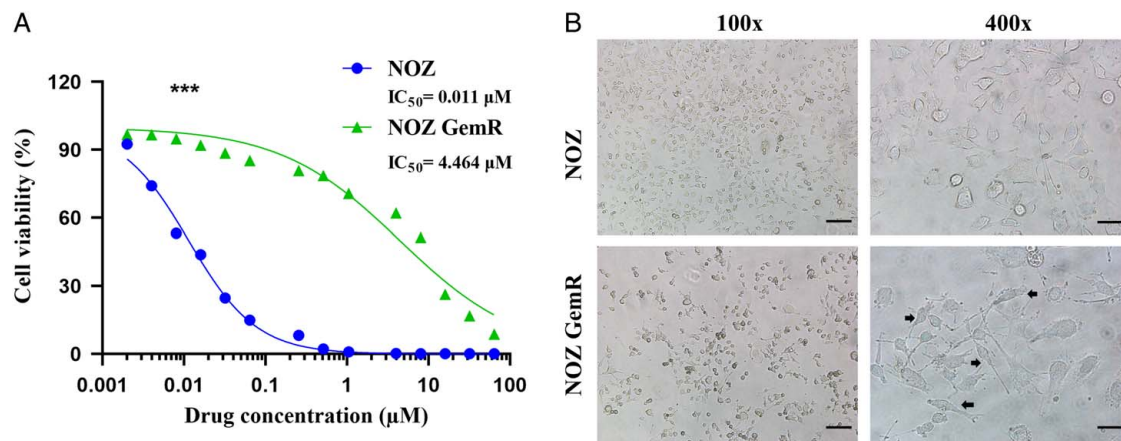 A
120
90
60
30
0
Cell viability (%)
***
NOZ
IC50= 0.011 µM
NOZ GemR
IC50= 4.464 µM
0.001
0.01
0.1
1
10
100
Drug concentration (µM)
B
100x
400x
NOZ
NOZ GemR